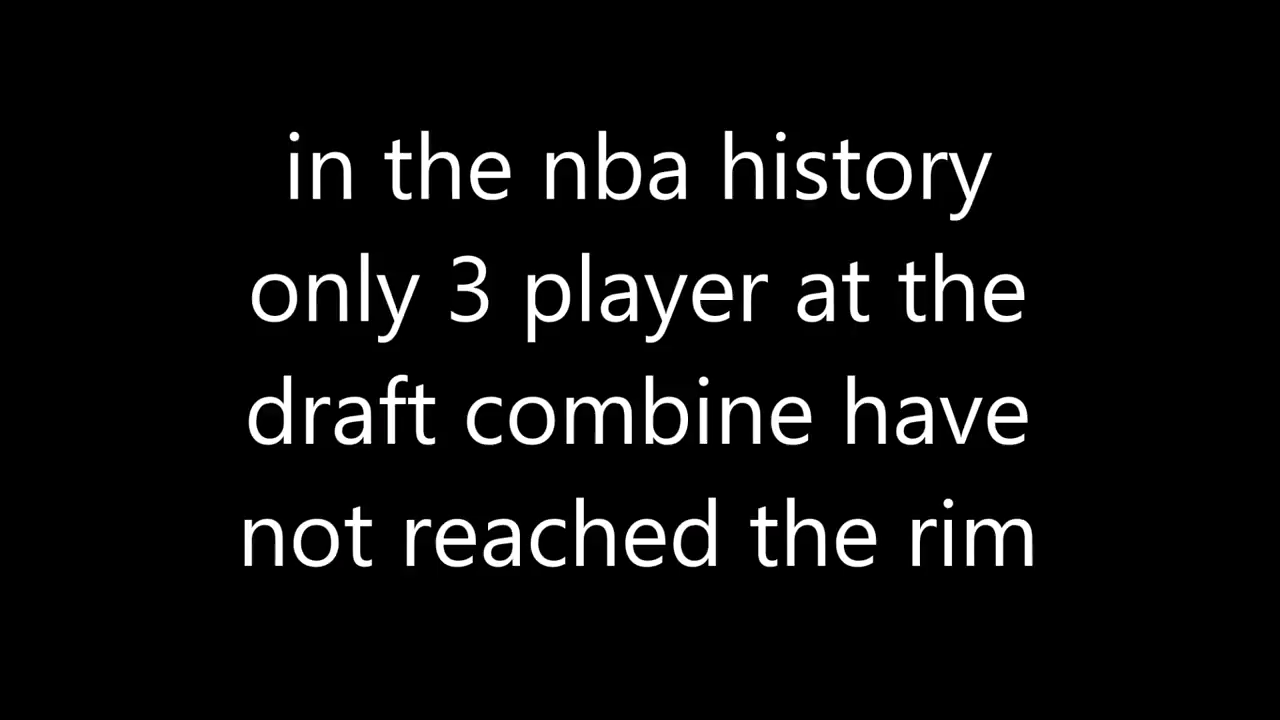 in the nba history
only 3 player at the
draft combine have
not reached the rim